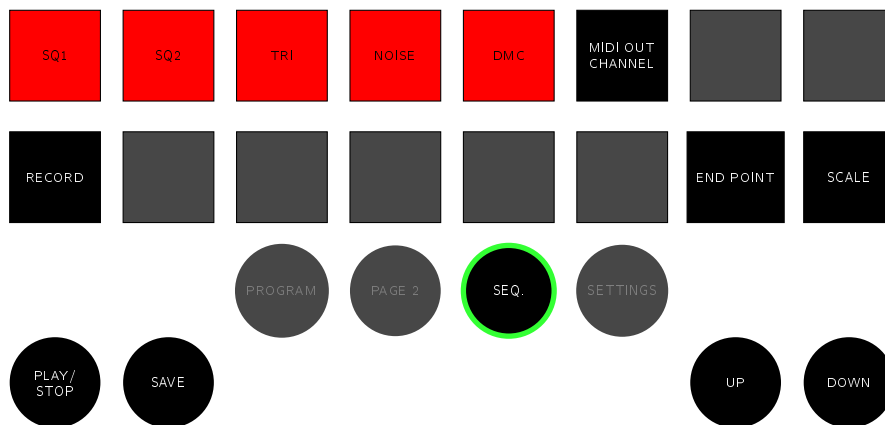 SQ1
SQ2
TRI
NOISE
DMC
MIDI OUT
CHANNEL
RECORD
END POINT
SCALE
PROGRAM
PAGE 2
SEQ.
SETTINGS
PLAY/
STOP
SAVE
UP
DOWN